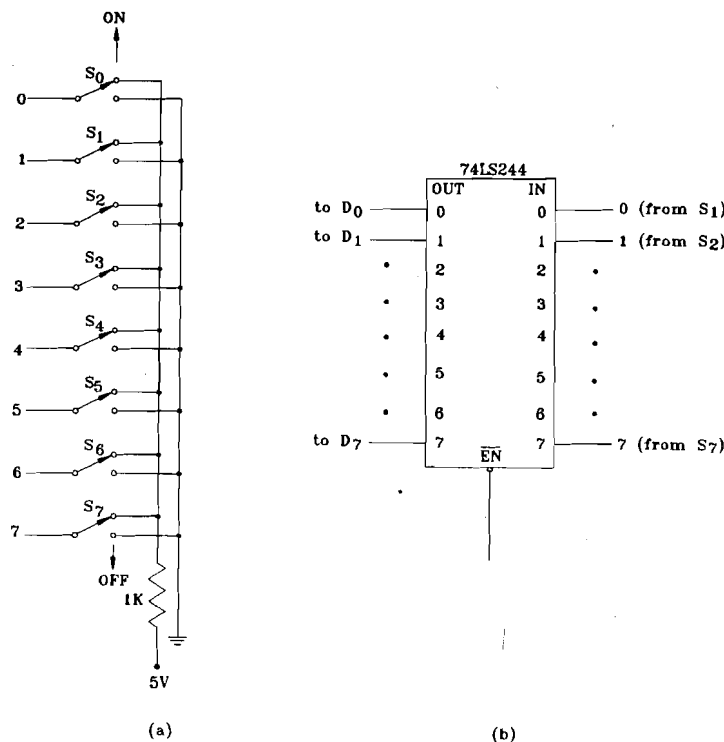 ON
S0
0
S1
1
S2
2
S3
3
S4
4
S5
5
S6
6
S7
7
OFF
1K
5V
(a)
74LS244
OUT IN
to D0 0 0 0 (from S1)
to D1 1 1 1 (from S2)
2 2
3 3
4 4
5 5
6 6
to D7 7 7 7 (from S7)
EN
(b)